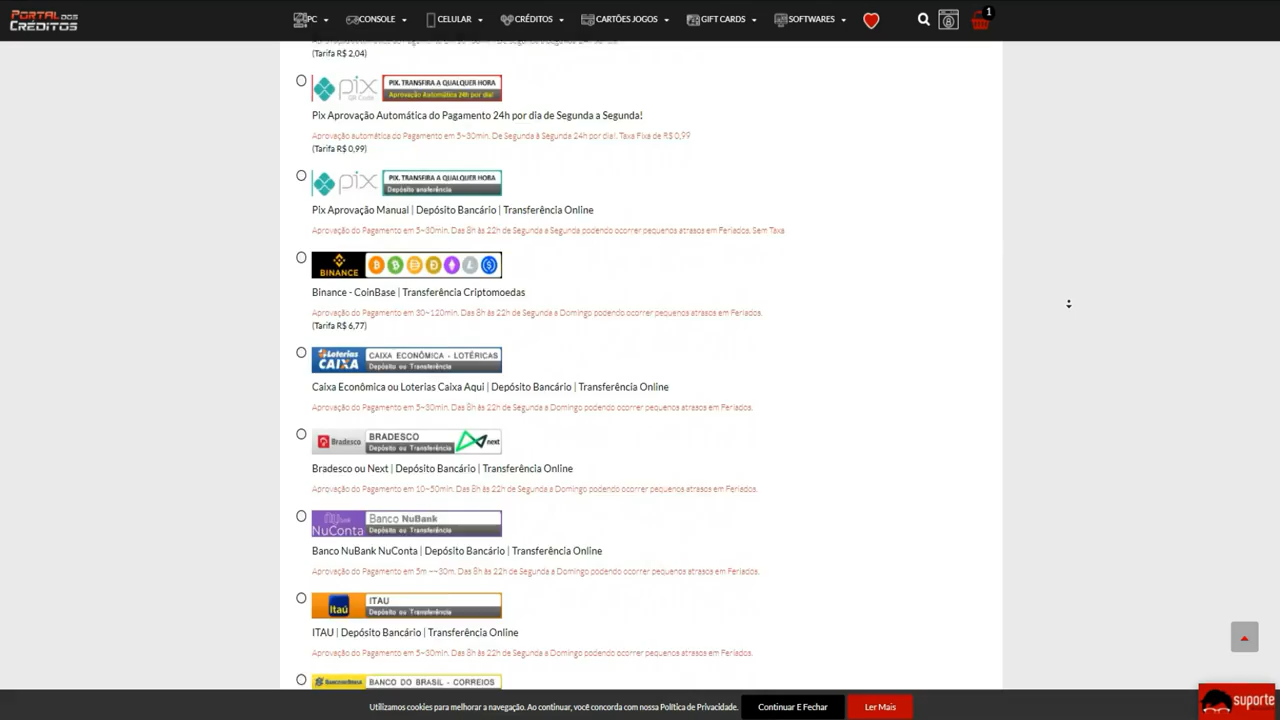 PORTAL DOS
CRÉDITOS
PC
CONSOLE
CELULAR
CRÉDITOS
CARTÕES JOGOS
GIFT CARDS
SOFTWARES
1
(Tarifa R$ 2,04)
pix
QR Code
PIX. TRANSFIRA A QUALQUER HORA
Aprovação Automática 24h por dia!
Pix Aprovação Automática do Pagamento 24h por dia de Segunda a Segunda!
Aprovação automática do Pagamento em 5~30min. De Segunda à Segunda 24h por dia!. Taxa Fixa de R$ 0,99
(Tarifa R$ 0,99)
pix
PIX. TRANSFIRA A QUALQUER HORA
Depósito ansferência
Pix Aprovação Manual | Depósito Bancário | Transferência Online
Aprovação do Pagamento em 5~30min. Das 8h às 22h de Segunda a Segunda podendo ocorrer pequenos atrasos em Feriados. Sem Taxa
BINANCE
Binance - CoinBase | Transferência Criptomoedas
Aprovação do Pagamento em 30~120min. Das 8h às 22h de Segunda a Domingo podendo ocorrer pequenos atrasos em Feriados.
(Tarifa R$ 6,77)
Loterias
CAIXA
CAIXA ECONÔMICA - LOTÉRICAS
Depósito ou Transferência
Caixa Econômica ou Loterias Caixa Aqui | Depósito Bancário | Transferência Online
Aprovação do Pagamento em 5~30min. Das 8h às 22h de Segunda a Domingo podendo ocorrer pequenos atrasos em Feriados.
Bradesco
BRADESCO
Depósito ou Transferência
next
Bradesco ou Next | Depósito Bancário | Transferência Online
Aprovação do Pagamento em 10~50min. Das 8h às 22h de Segunda a Domingo podendo ocorrer pequenos atrasos em Feriados.
NuConta
Banco NuBank
Depósito ou Transferência
Banco NuBank NuConta | Depósito Bancário | Transferência Online
Aprovação do Pagamento em 5m ~~30m. Das 8h às 22h de Segunda a Domingo podendo ocorrer pequenos atrasos em Feriados.
Itaú
ITAU
Depósito ou Transferência
ITAU | Depósito Bancário | Transferência Online
Aprovação do Pagamento em 5~30min. Das 8h às 22h de Segunda a Domingo podendo ocorrer pequenos atrasos em Feriados.
BANCO DO BRASIL - CORREIOS
Utilizamos cookies para melhorar a navegação. Ao continuar, você concorda com nossa Política de Privacidade.
Continuar E Fechar
Ler Mais
suporte